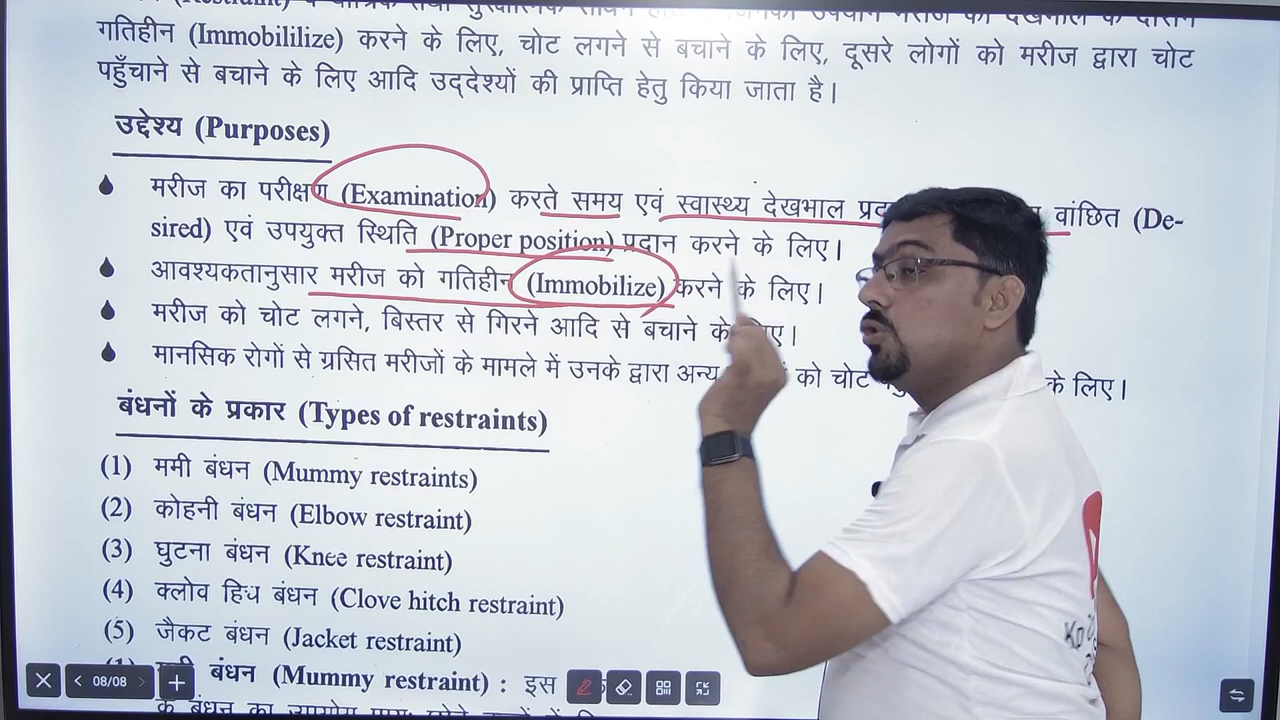 (Restraint)
गतिहीन (Immobililize) करने के लिए, चोट लगने से बचाने के लिए, दूसरे लोगों को मरीज द्वारा चोट
पहुँचाने से बचाने के लिए आदि उद्देश्यों की प्राप्ति हेतु किया जाता है।
उद्देश्य (Purposes)
मरीज का परीक्षण (Examination) करते समय एवं स्वास्थ्य देखभाल वांछित (De-
sired) एवं उपयुक्त स्थिति (Proper position) प्रदान करने के लिए।
आवश्यकतानुसार मरीज को गतिहीन (Immobilize) करने के लिए।
मरीज को चोट लगने, बिस्तर से गिरने आदि से बचाने के लिए।
मानसिक रोगों से ग्रसित मरीजों के मामले में उनके द्वारा अन्य को चोट के लिए।
बंधनों के प्रकार (Types of restraints)
(1) ममी बंधन (Mummy restraints)
(2) कोहनी बंधन (Elbow restraint)
(3) घुटना बंधन (Knee restraint)
(4) क्लोव हिच बंधन (Clove hitch restraint)
(5) जैकट बंधन (Jacket restraint)
(1) ममी बंधन (Mummy restraint) : इस
08/08